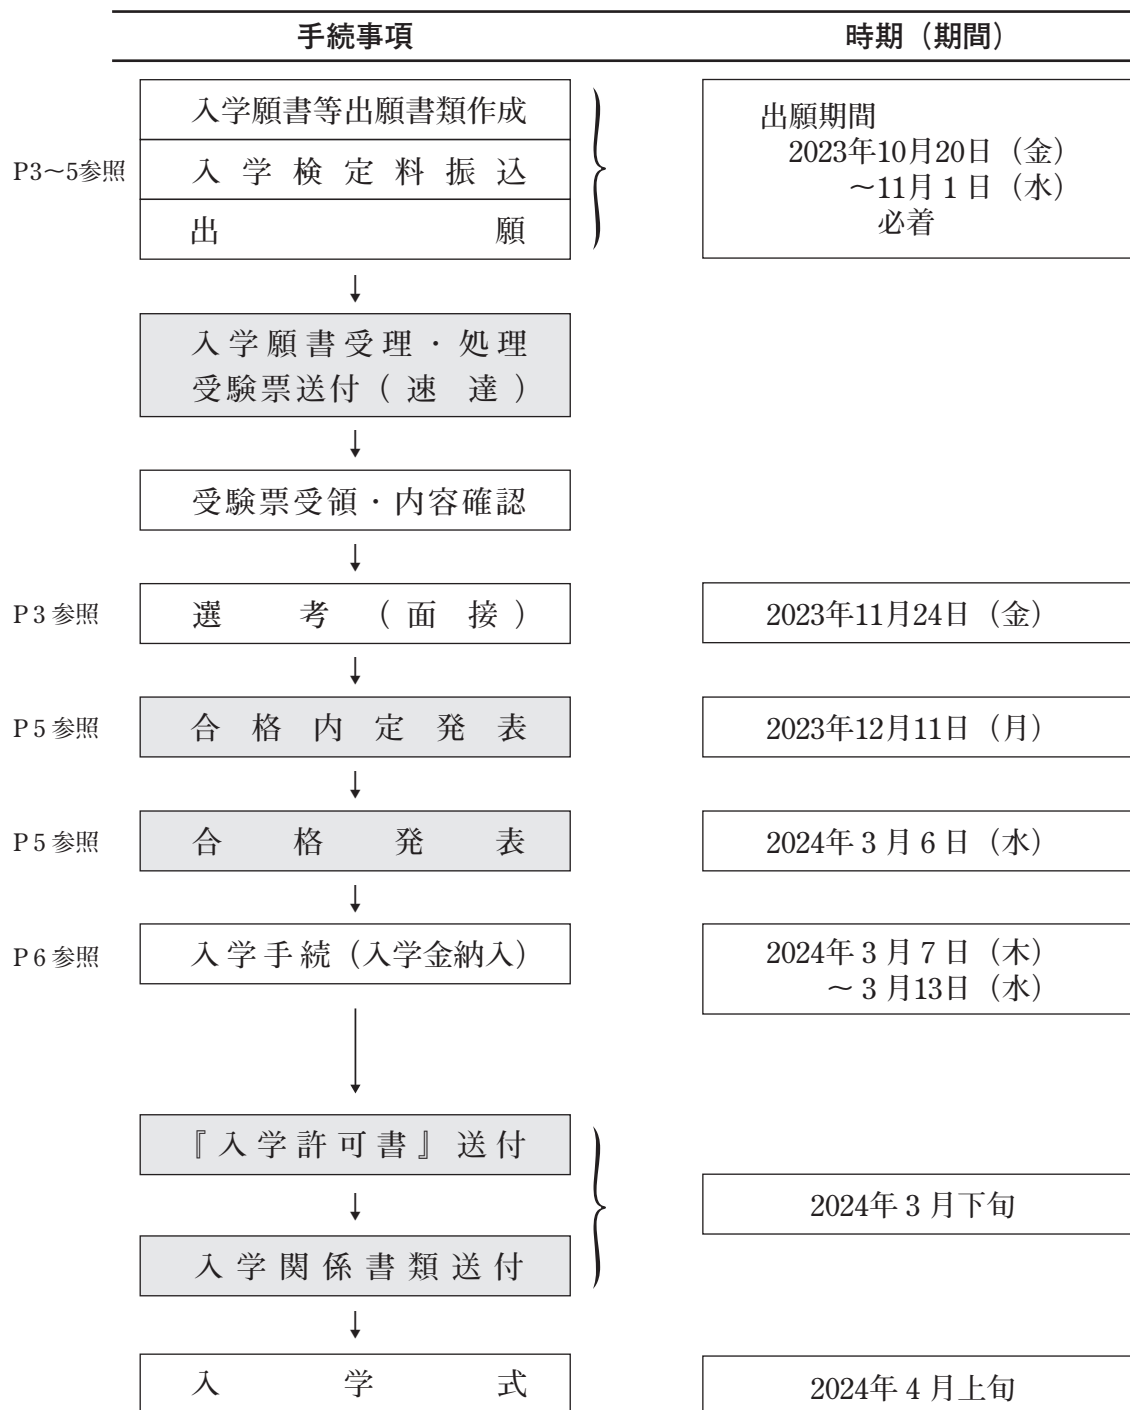 手続事項　時期（期間）
入学願書等出願書類作成
P3〜5参照　入学検定料振込
出願
出願期間
2023年10月20日（金）
〜11月1日（水）
必着
↓
入学願書受理・処理
受験票送付（速達）
↓
受験票受領・内容確認
↓
P3参照　選考（面接）　2023年11月24日（金）
↓
P5参照　合格内定発表　2023年12月11日（月）
↓
P5参照　合格発表　2024年3月6日（水）
↓
P6参照　入学手続（入学金納入）　2024年3月7日（木）
〜3月13日（水）
↓
『入学許可書』送付
↓
2024年3月下旬
入学関係書類送付
↓
入学式　2024年4月上旬